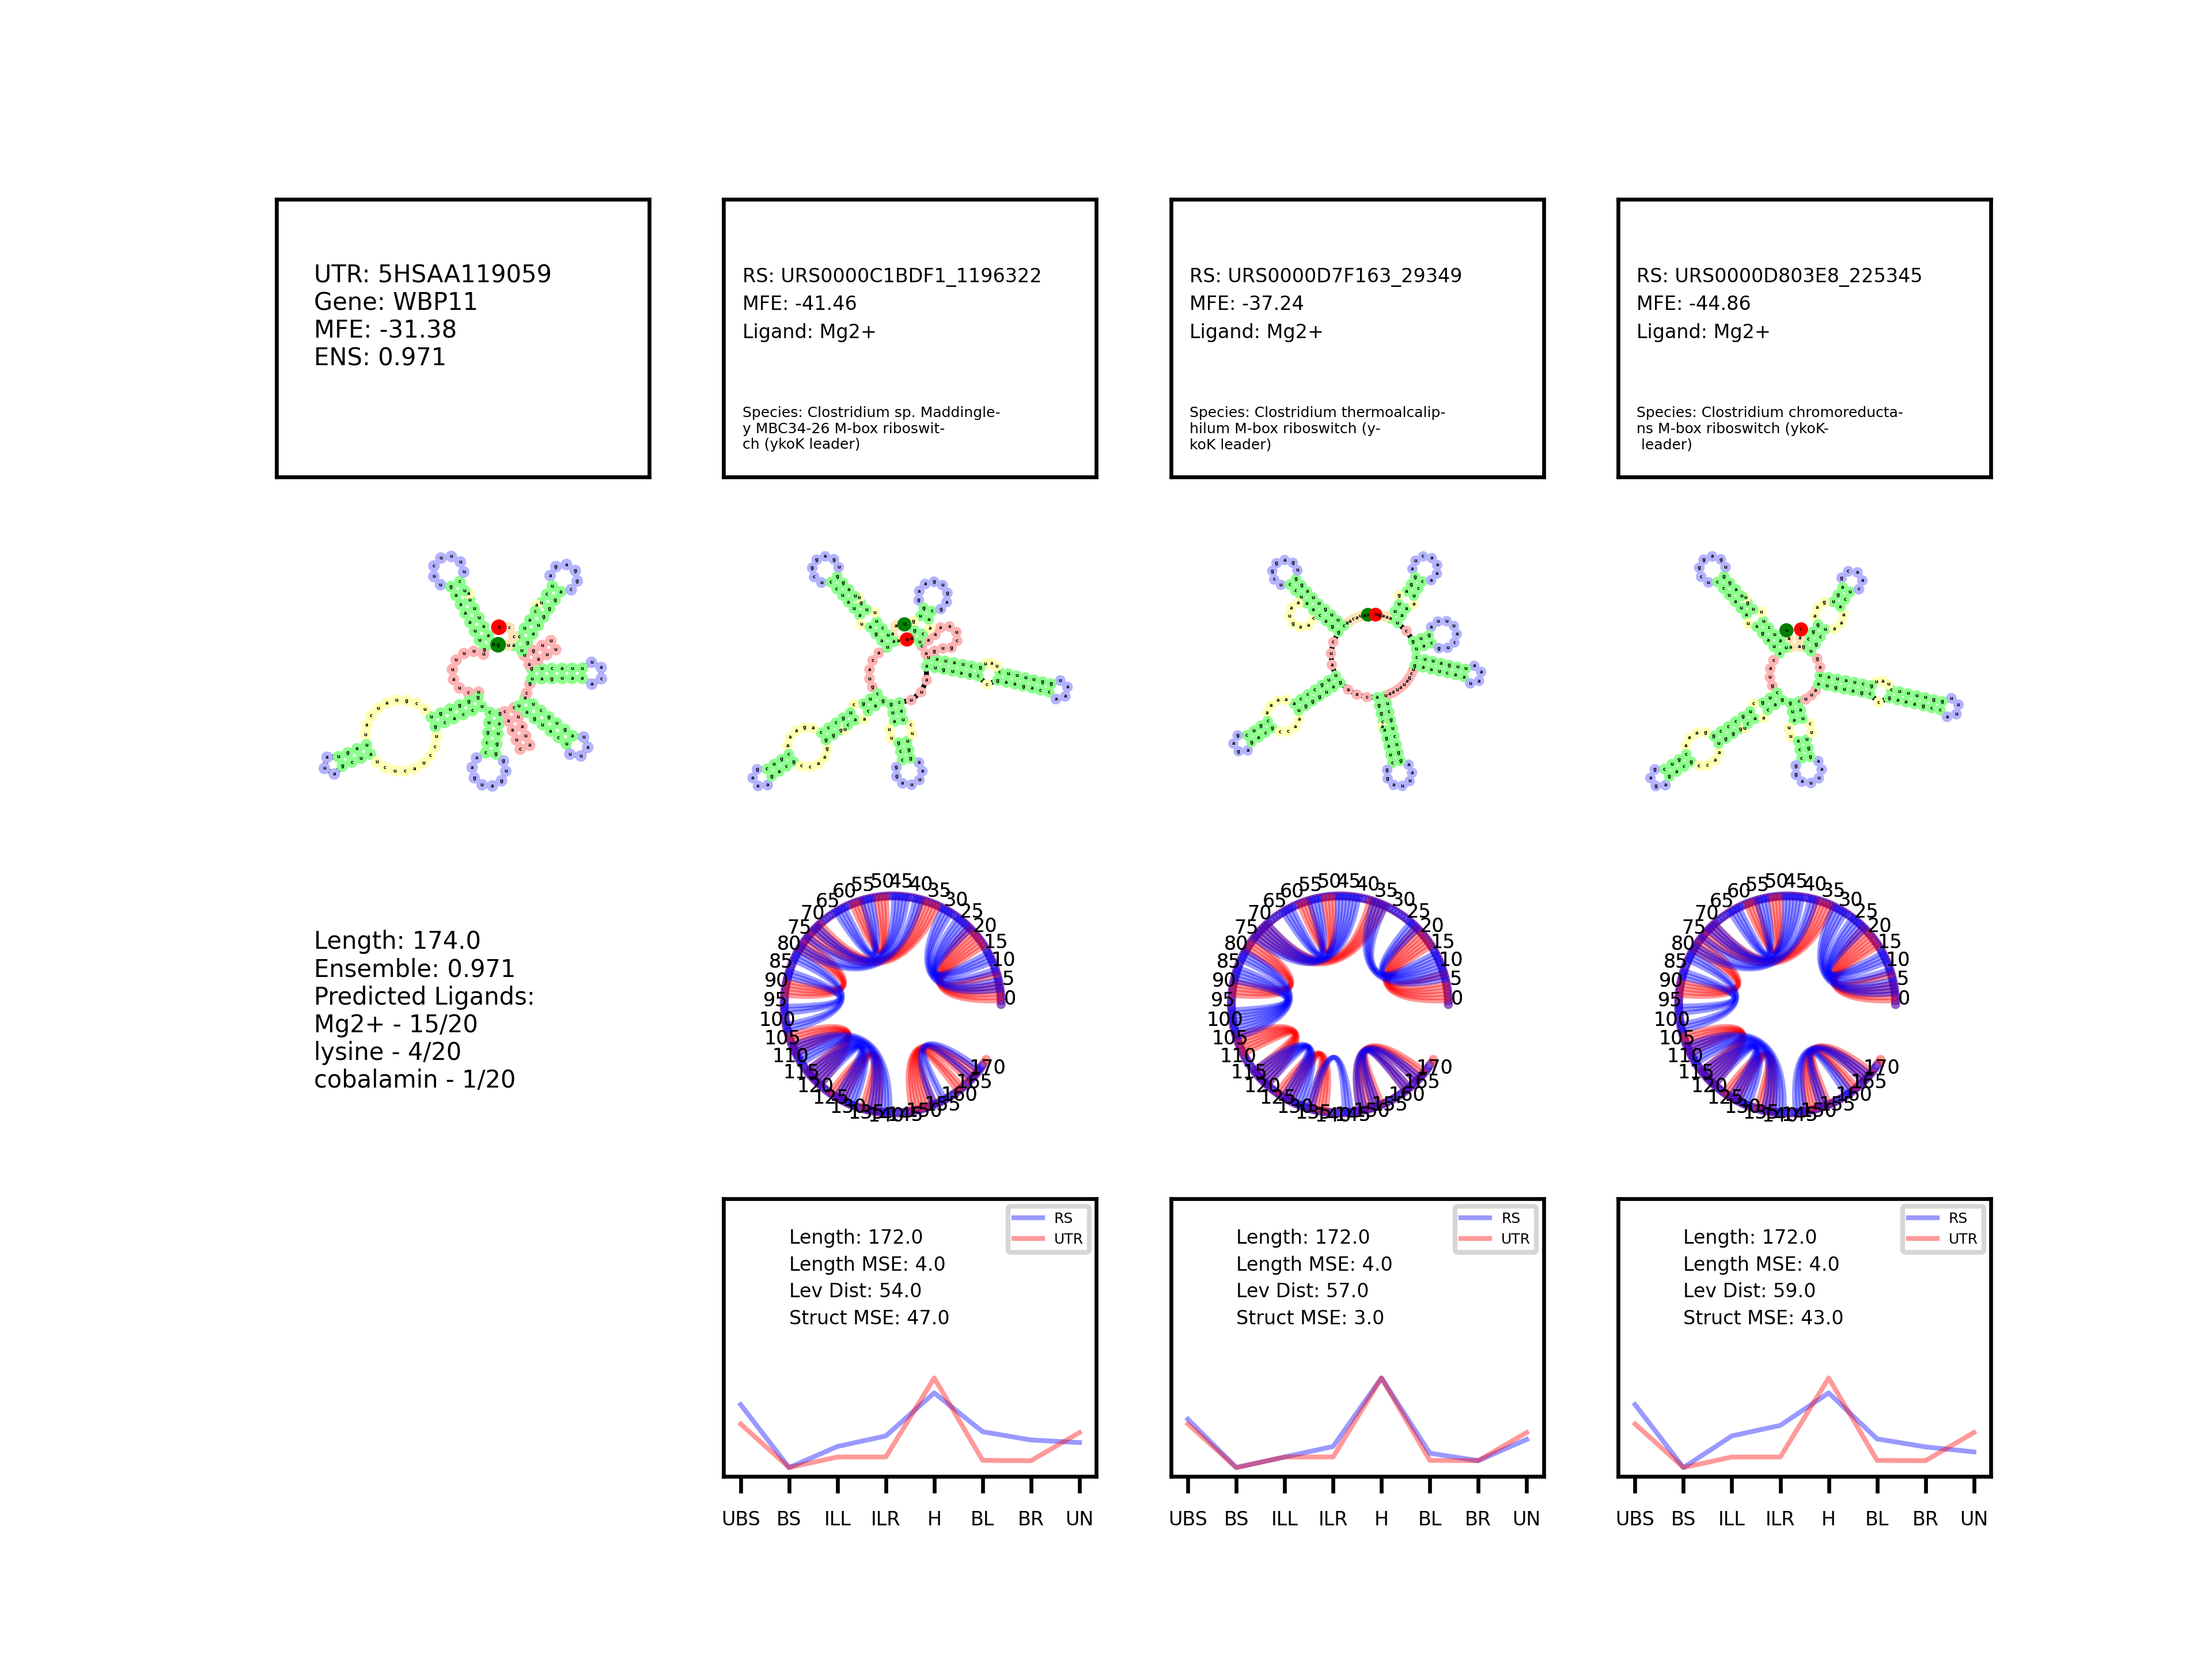 UTR: 5HSAA119059
Gene: WBP11
MFE: -31.38
ENS: 0.971
RS: URS0000C1BDF1_1196322
MFE: -41.46
Ligand: Mg2+
Species: Clostridium sp. Maddingle-
y MBC34-26 M-box riboswit-
ch (ykoK leader)
RS: URS0000D7F163_29349
MFE: -37.24
Ligand: Mg2+
Species: Clostridium thermoalcalip-
hilum M-box riboswitch (y-
koK leader)
RS: URS0000D803E8_225345
MFE: -44.86
Ligand: Mg2+
Species: Clostridium chromoreducta-
ns M-box riboswitch (ykoK-
leader)
Length: 174.0
Ensemble: 0.971
Predicted Ligands:
Mg2+ - 15/20
lysine - 4/20
cobalamin - 1/20
0 5 10 15 20 25 30 35 40 45 50 55 60 65 70 75 80 85 90 95 100 105 110 115 120 125 130 135 140 145 150 155 160 165 170
0 5 10 15 20 25 30 35 40 45 50 55 60 65 70 75 80 85 90 95 100 105 110 115 120 125 130 135 140 145 150 155 160 165 170
0 5 10 15 20 25 30 35 40 45 50 55 60 65 70 75 80 85 90 95 100 105 110 115 120 125 130 135 140 145 150 155 160 165 170
RS
UTR
Length: 172.0
Length MSE: 4.0
Lev Dist: 54.0
Struct MSE: 47.0
UBS BS ILL ILR H BL BR UN
RS
UTR
Length: 172.0
Length MSE: 4.0
Lev Dist: 57.0
Struct MSE: 3.0
UBS BS ILL ILR H BL BR UN
RS
UTR
Length: 172.0
Length MSE: 4.0
Lev Dist: 59.0
Struct MSE: 43.0
UBS BS ILL ILR H BL BR UN